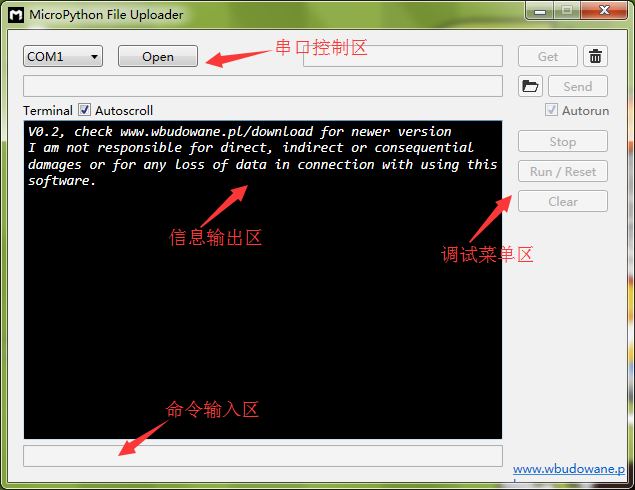 MicroPython File Uploader
COM1 Open 串口控制区 Get
Send
Terminal Autoscroll Autorun
V0.2, check www.wbudowane.pl/download for newer version
I am not responsible for direct, indirect or consequential
damages or for any loss of data in connection with using this
software.
Stop
Run / Reset
Clear
信息输出区
调试菜单区
命令输入区
www.wbudowane.p